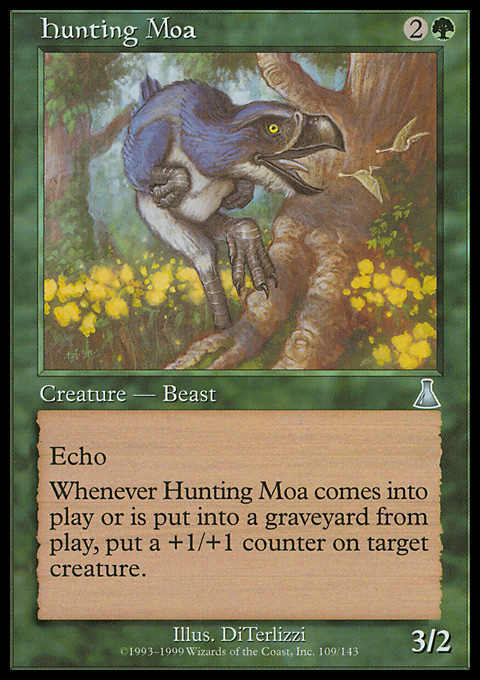 Hunting Moa 2
Creature — Beast
Echo
Whenever Hunting Moa comes into
play or is put into a graveyard from
play, put a +1/+1 counter on target
creature.
Illus. DiTerlizzi
©1993–1999 Wizards of the Coast, Inc. 109/143
3/2